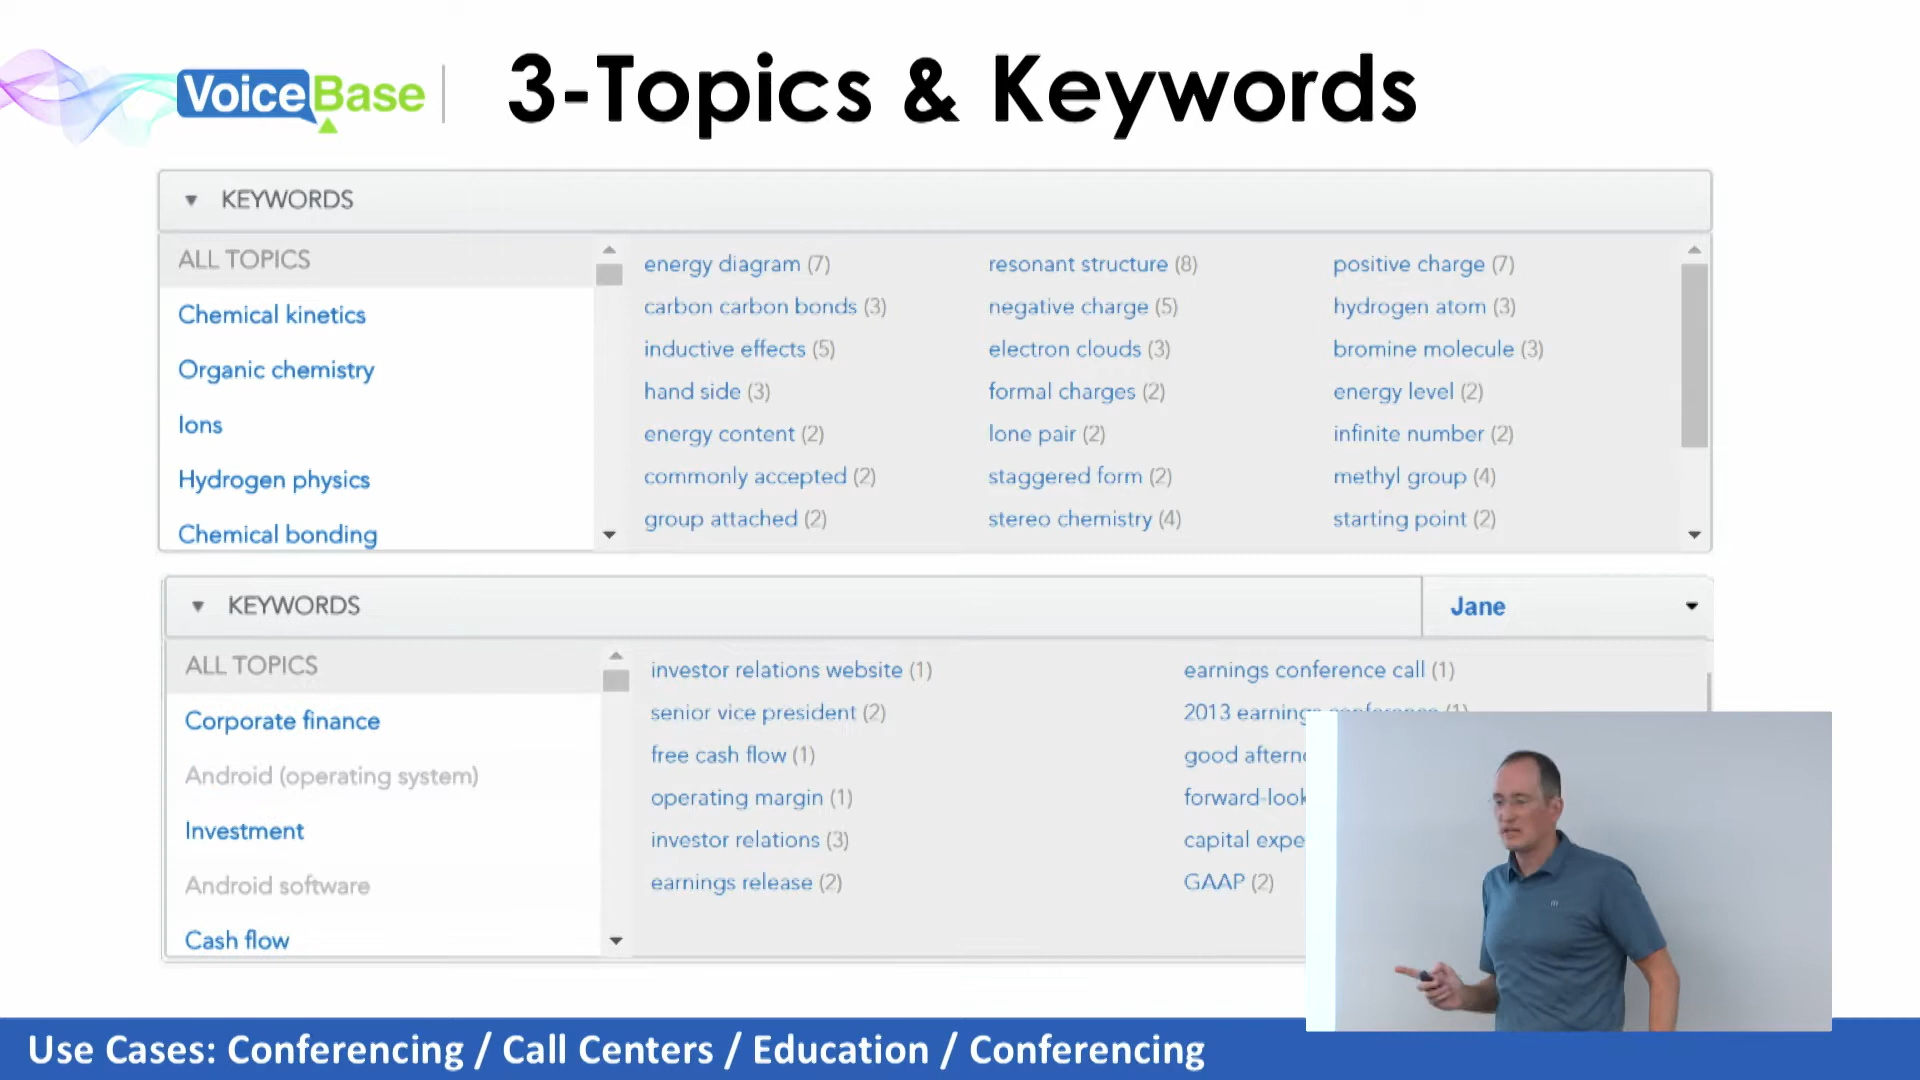 VoiceBase
3-Topics & Keywords
KEYWORDS
ALL TOPICS
Chemical kinetics
Organic chemistry
Ions
Hydrogen physics
Chemical bonding
energy diagram (7) resonant structure (8) positive charge (7)
carbon carbon bonds (3) negative charge (5) hydrogen atom (3)
inductive effects (5) electron clouds (3) bromine molecule (3)
hand side (3) formal charges (2) energy level (2)
energy content (2) lone pair (2) infinite number (2)
commonly accepted (2) staggered form (2) methyl group (4)
group attached (2) stereo chemistry (4) starting point (2)
KEYWORDS
Jane
ALL TOPICS
Corporate finance
Android (operating system)
Investment
Android software
Cash flow
investor relations website (1) earnings conference call (1)
senior vice president (2) 2013 earnings conference (1)
free cash flow (1) good afterno
operating margin (1) forward-look
investor relations (3) capital expe
earnings release (2) GAAP (2)
Use Cases: Conferencing / Call Centers / Education / Conferencing